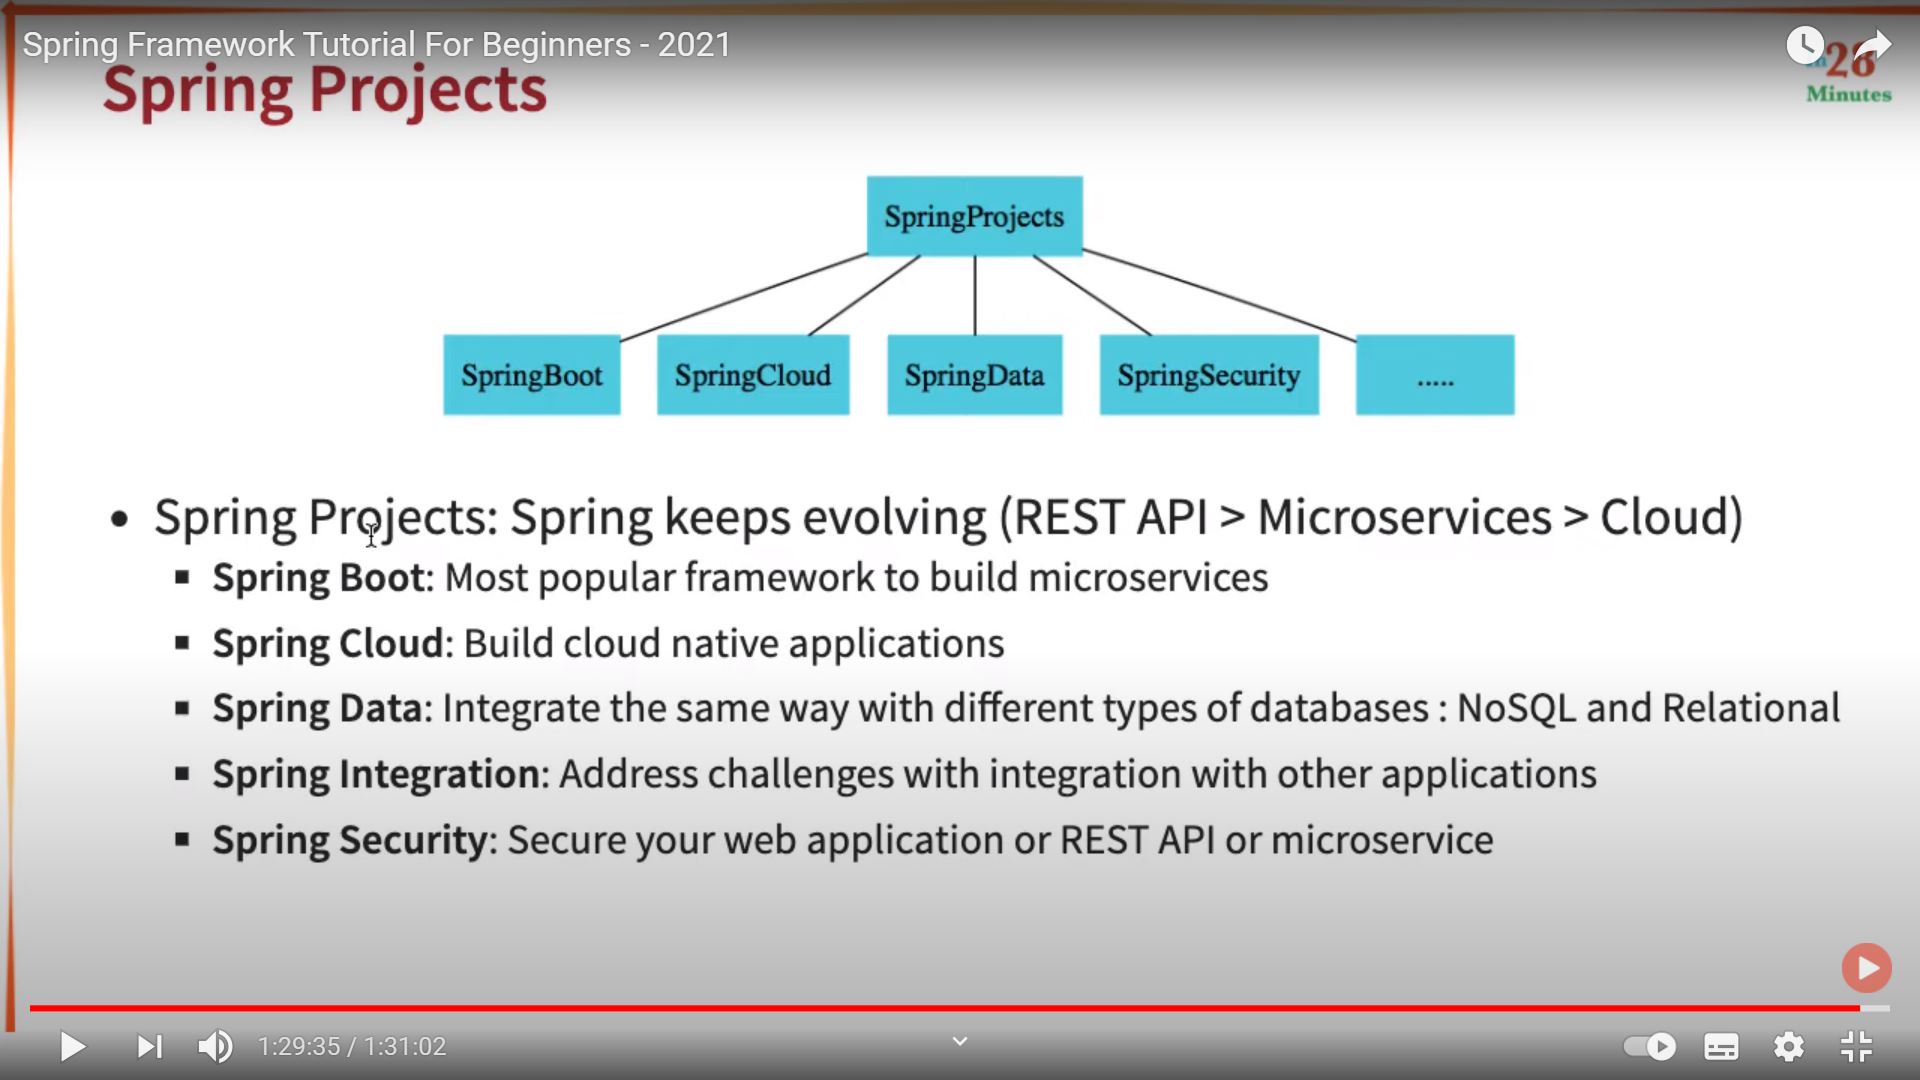 Spring Framework Tutorial For Beginners - 2021
Spring Projects
in28
Minutes
SpringProjects
SpringBoot
SpringCloud
SpringData
SpringSecurity
.....
• Spring Projects: Spring keeps evolving (REST API > Microservices > Cloud)
▪ Spring Boot: Most popular framework to build microservices
▪ Spring Cloud: Build cloud native applications
▪ Spring Data: Integrate the same way with different types of databases : NoSQL and Relational
▪ Spring Integration: Address challenges with integration with other applications
▪ Spring Security: Secure your web application or REST API or microservice
1:29:35 / 1:31:02